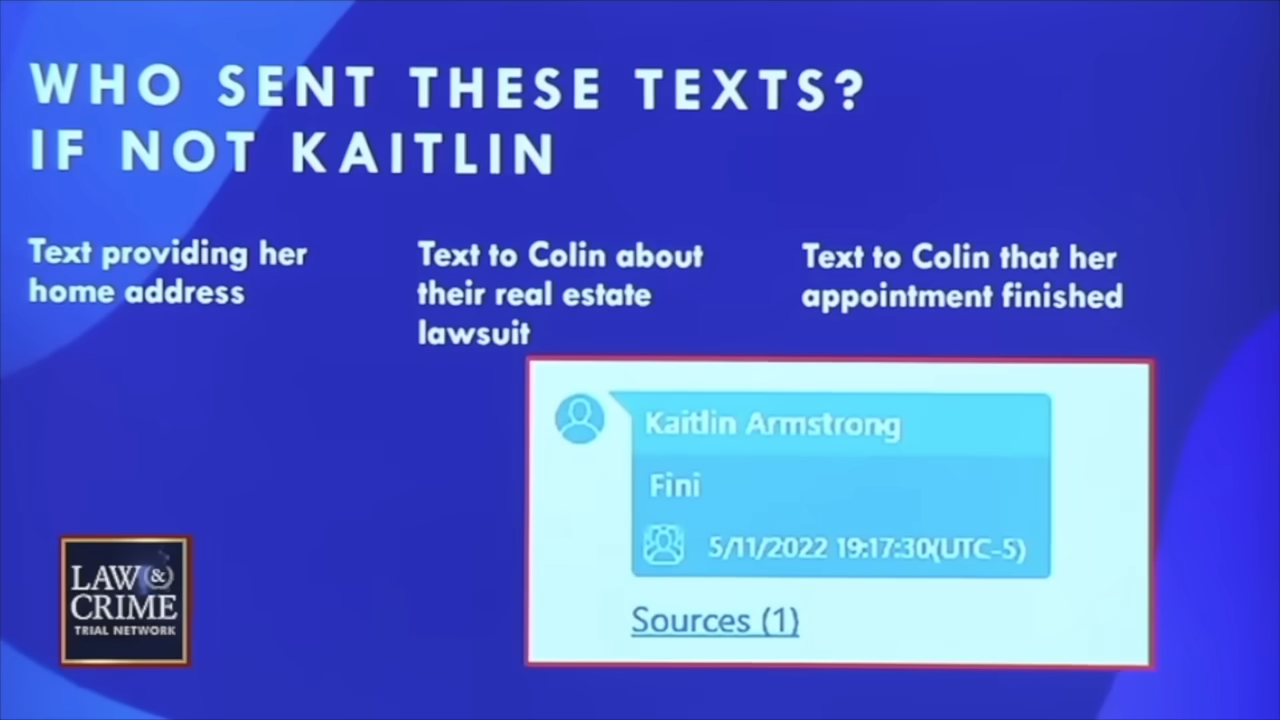 WHO SENT THESE TEXTS?
IF NOT KAITLIN
Text providing her
home address
Text to Colin about
their real estate
lawsuit
Text to Colin that her
appointment finished
Kaitlin Armstrong
Fini
5/11/2022 19:17:30(UTC-5)
Sources (1)
LAW &
CRIME
TRIAL NETWORK